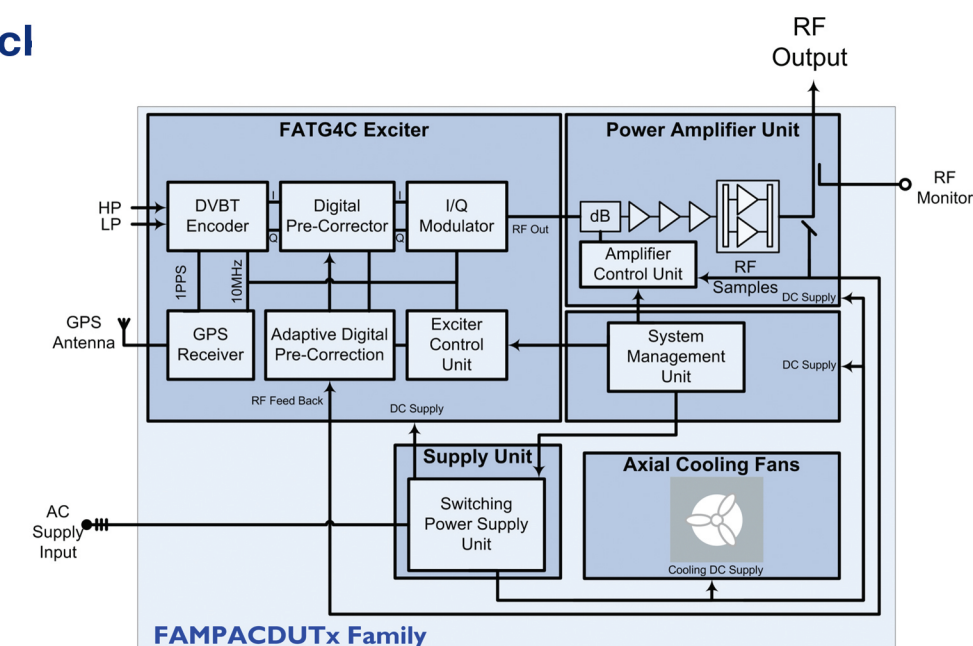 RF
Output
FATG4C Exciter
Power Amplifier Unit
HP
LP
DVBT
Encoder
I
Q
Digital
Pre-Corrector
I
Q
I/Q
Modulator
RF Out
dB
RF
Monitor
Amplifier
Control Unit
RF
Samples
DC Supply
1PPS
10MHz
GPS
Antenna
GPS
Receiver
Adaptive Digital
Pre-Correction
Exciter
Control
Unit
System
Management
Unit
DC Supply
RF Feed Back
DC Supply
Supply Unit
Axial Cooling Fans
AC
Supply
Input
Switching
Power Supply
Unit
Cooling DC Supply
FAMPACDUTx Family